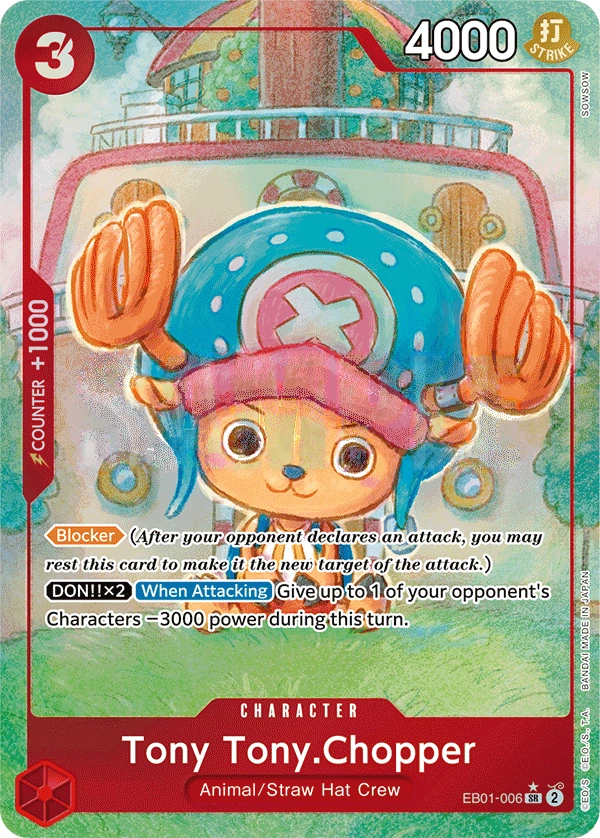 3
4000
打
STRIKE
SOWSOW
COUNTER +1000
Blocker (After your opponent declares an attack, you may
rest this card to make it the new target of the attack.)
DON!!×2 When Attacking Give up to 1 of your opponent's
Characters −3000 power during this turn.
CHARACTER
Tony Tony.Chopper
Animal/Straw Hat Crew
EB01-006 SR 2
©E.O/S ©E.O./S., T.A. BANDAI MADE IN JAPAN